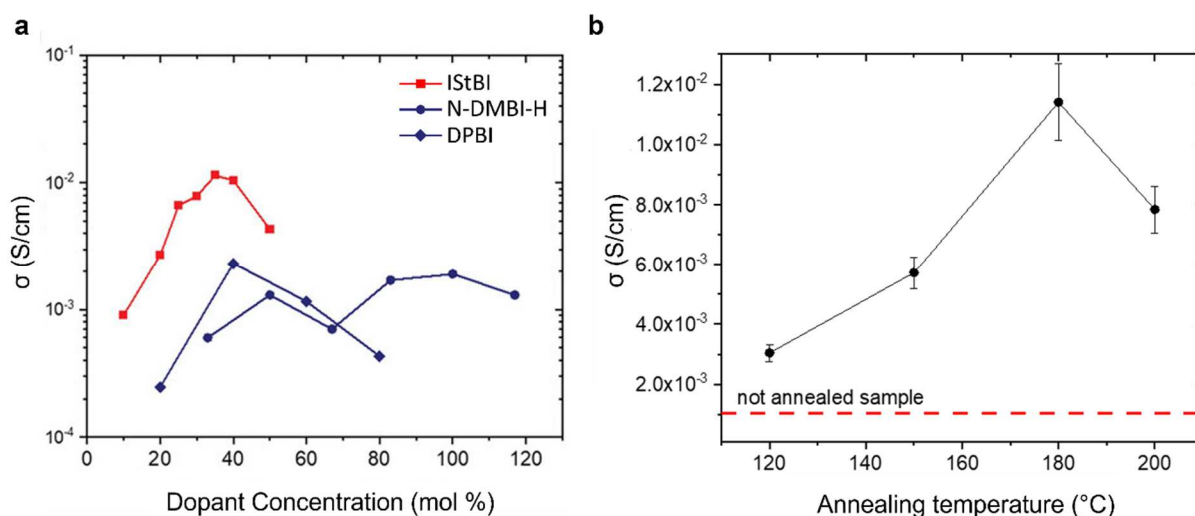 a
10⁻¹
10⁻²
10⁻³
10⁻⁴
σ (S/cm)
IStBI
N-DMBI-H
DPBI
0 20 40 60 80 100 120
Dopant Concentration (mol %)
b
1.2x10⁻²
1.0x10⁻²
8.0x10⁻³
6.0x10⁻³
4.0x10⁻³
2.0x10⁻³
σ (S/cm)
not annealed sample
120 140 160 180 200
Annealing temperature (°C)